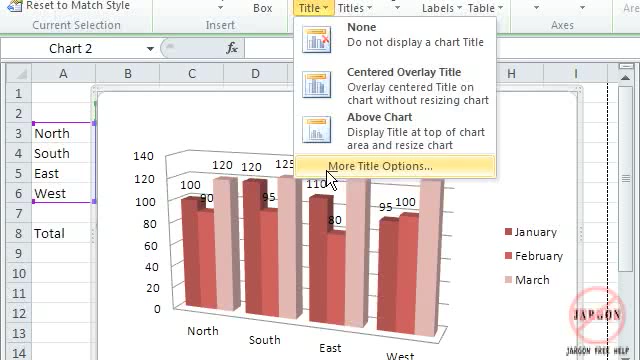 Reset to Match Style
Box
Title
Titles
Labels
Table
Current Selection
Insert
Axes
Chart 2
fx
None
Do not display a chart Title
Centered Overlay Title
Overlay centered Title on
chart without resizing chart
Above Chart
Display Title at top of chart
area and resize chart
More Title Options...
A
B
C
D
H
I
1
2
3
North
4
South
5
East
6
West
7
8
Total
9
10
11
12
13
14
140
120
100
80
60
40
20
0
100
90
120
120
95
125
110
80
95
100
North
South
East
West
January
February
March
JARGON
JARGON FREE HELP